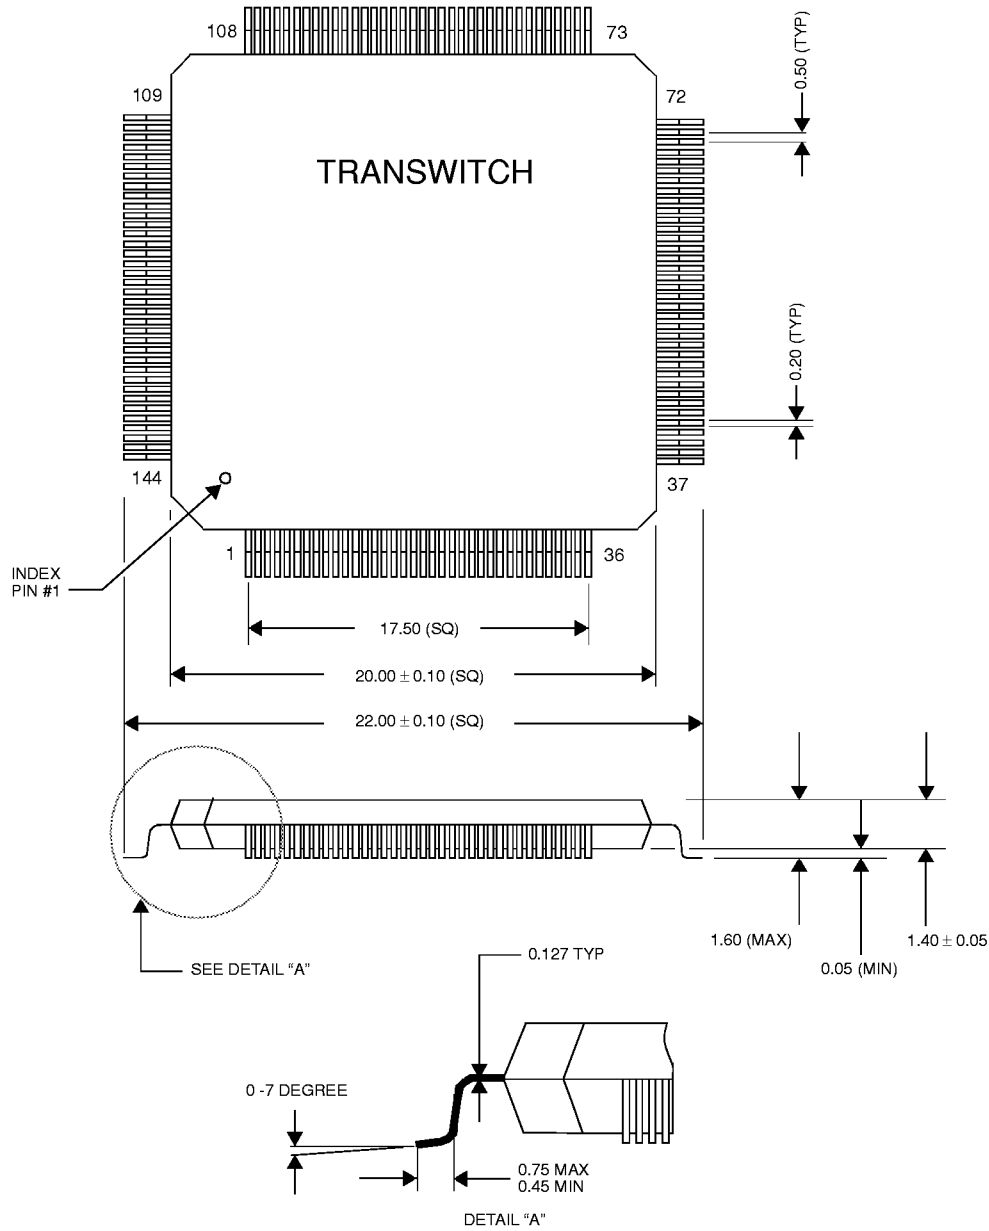 108
73
0.50 (TYP)
109
72
TRANSWITCH
0.20 (TYP)
144
37
1
36
INDEX
PIN #1
17.50 (SQ)
20.00 ± 0.10 (SQ)
22.00 ± 0.10 (SQ)
1.60 (MAX)
1.40 ± 0.05
0.05 (MIN)
SEE DETAIL “A”
0.127 TYP
0 -7 DEGREE
0.75 MAX
0.45 MIN
DETAIL “A”